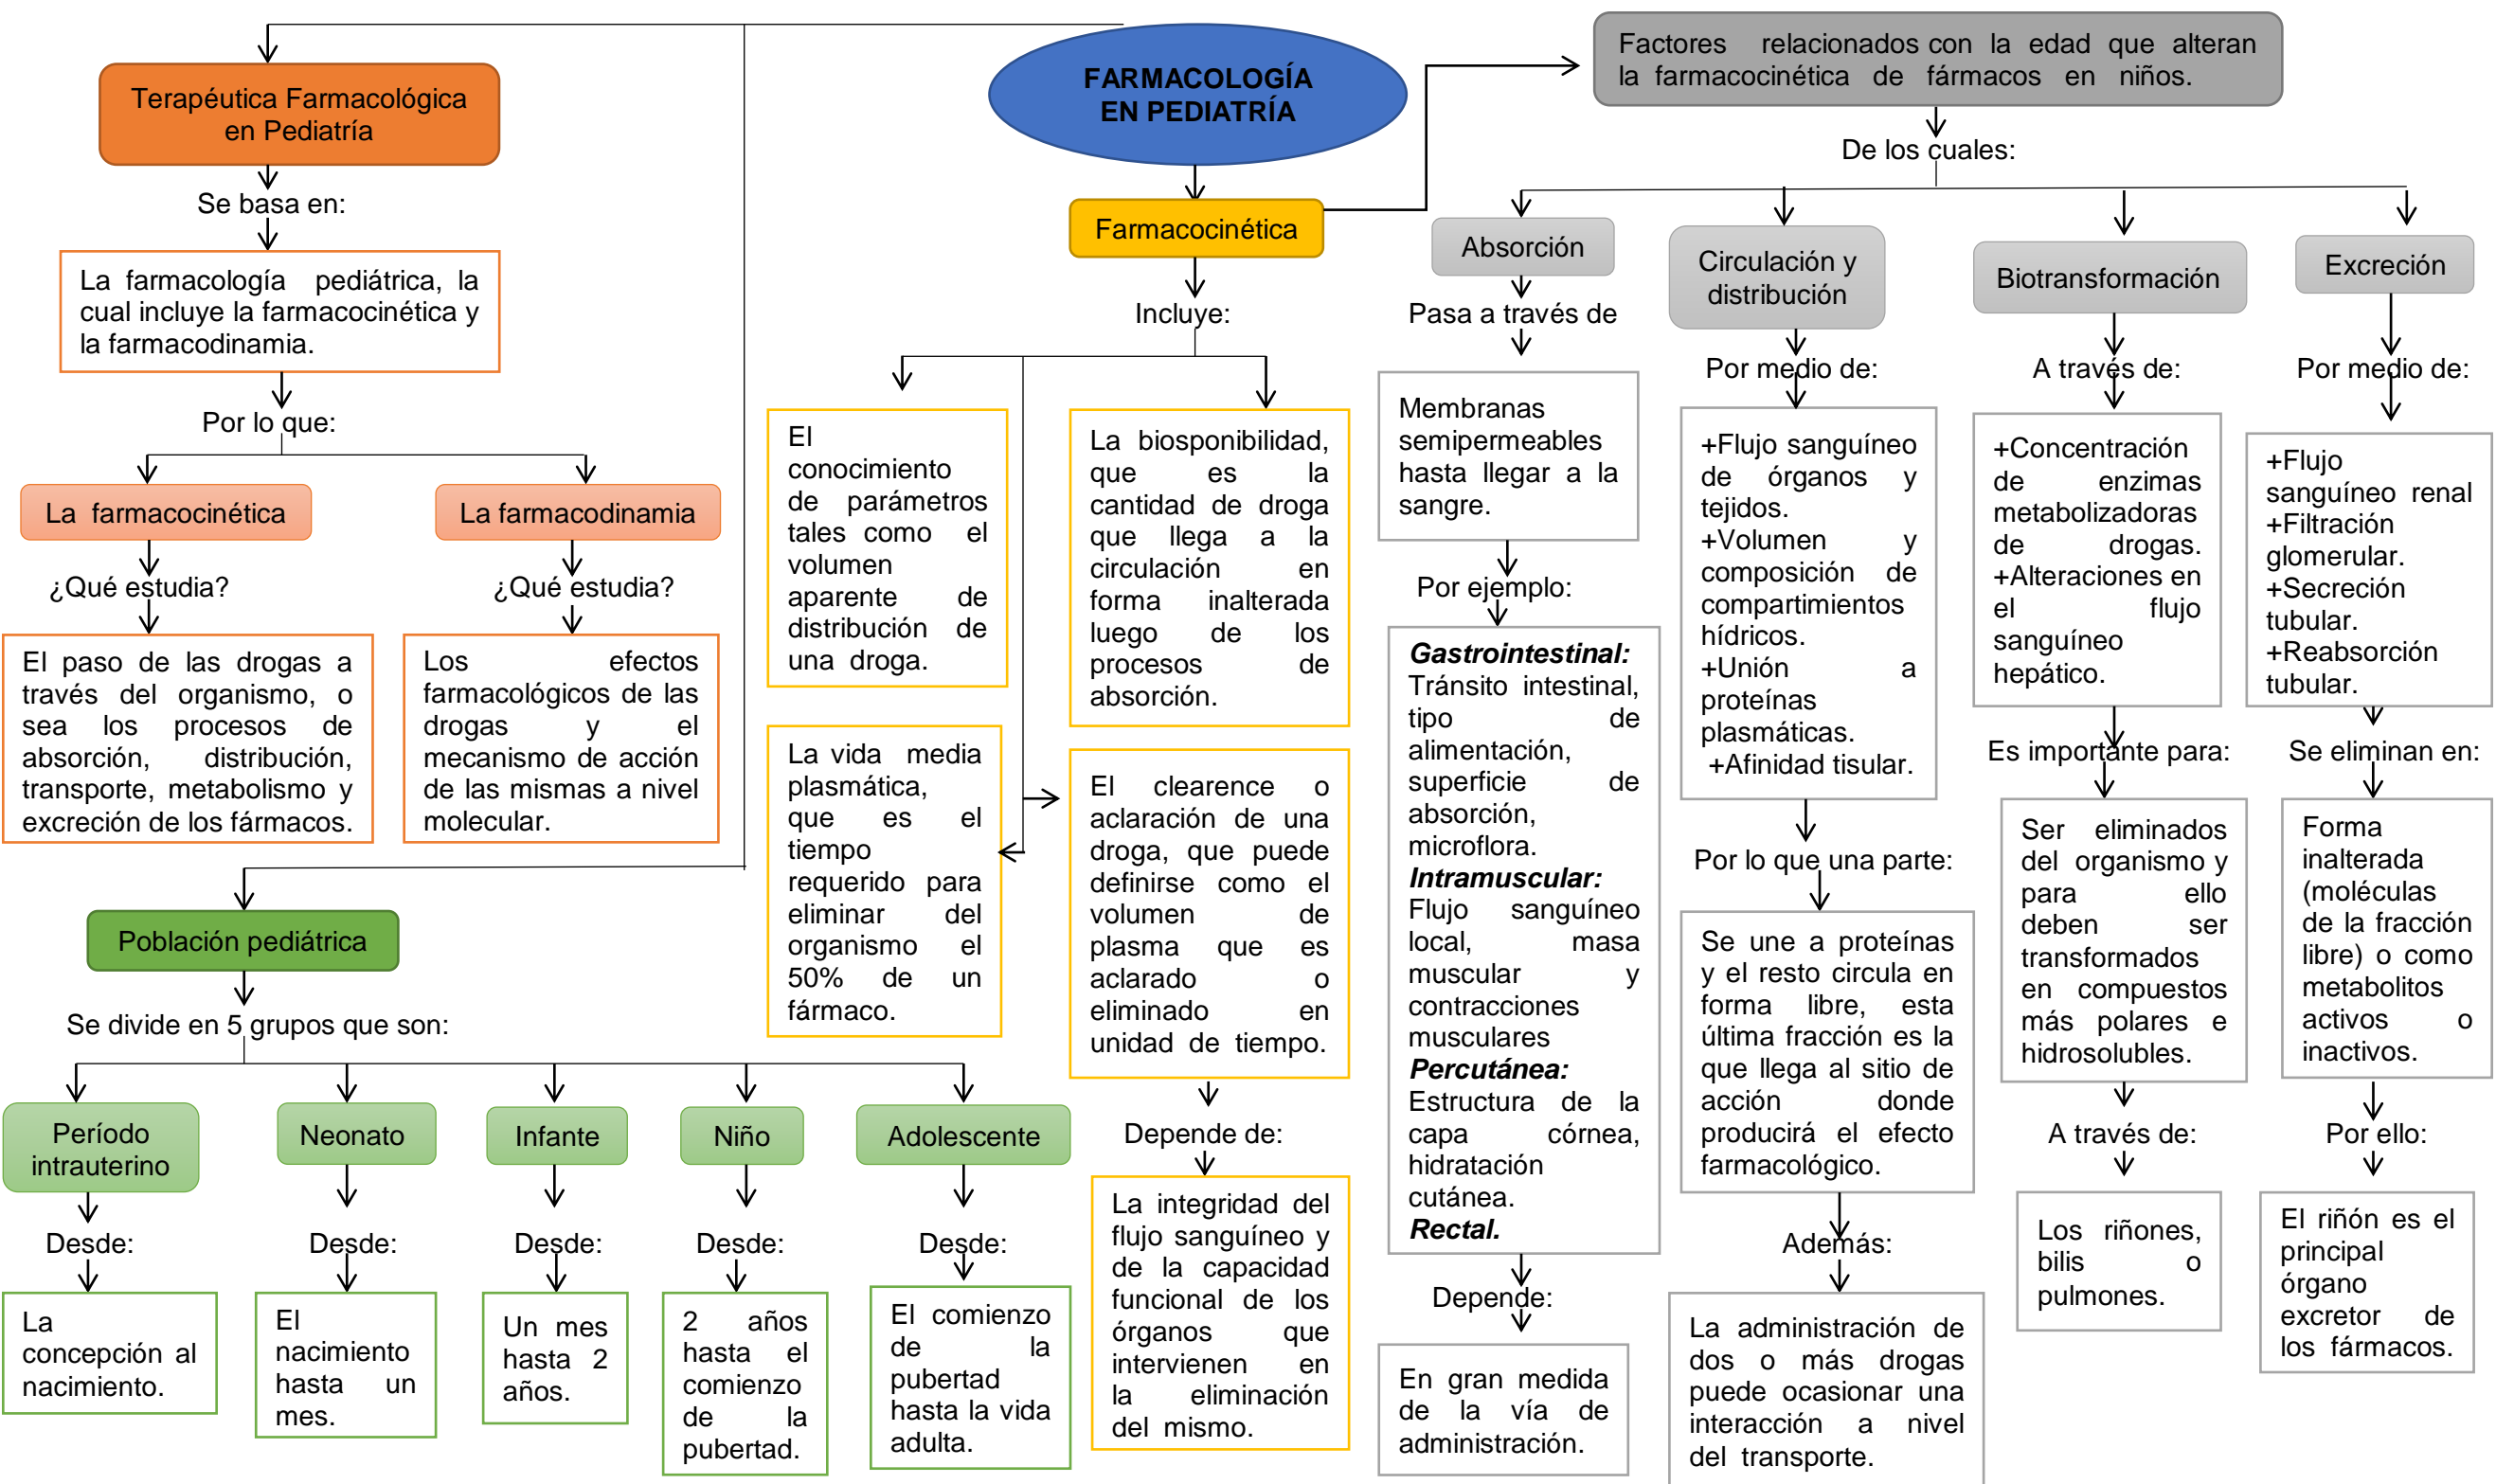 FARMACOLOGÍA
EN PEDIATRÍA
Terapéutica Farmacológica
en Pediatría
Se basa en:
La farmacología pediátrica, la
cual incluye la farmacocinética y
la farmacodinamia.
Por lo que:
La farmacocinética
¿Qué estudia?
El paso de las drogas a
través del organismo, o
sea los procesos de
absorción, distribución,
transporte, metabolismo y
excreción de los fármacos.
La farmacodinamia
¿Qué estudia?
Los efectos
farmacológicos de las
drogas y el
mecanismo de acción
de las mismas a nivel
molecular.
Población pediátrica
Se divide en 5 grupos que son:
Período
intrauterino
Desde:
La
concepción al
nacimiento.
Neonato
Desde:
El
nacimiento
hasta un
mes.
Infante
Desde:
Un mes
hasta 2
años.
Niño
Desde:
2 años
hasta el
comienzo
de la
pubertad.
Adolescente
Desde:
El comienzo
de la
pubertad
hasta la vida
adulta.
Farmacocinética
Incluye:
El
conocimiento
de parámetros
tales como el
volumen
aparente de
distribución de
una droga.
La biosponibilidad,
que es la
cantidad de droga
que llega a la
circulación en
forma inalterada
luego de los
procesos de
absorción.
La vida media
plasmática,
que es el
tiempo
requerido para
eliminar del
organismo el
50% de un
fármaco.
El clearence o
aclaración de una
droga, que puede
definirse como el
volumen de
plasma que es
aclarado o
eliminado en
unidad de tiempo.
Depende de:
La integridad del
flujo sanguíneo y
de la capacidad
funcional de los
órganos que
intervienen en
la eliminación
del mismo.
Factores relacionados con la edad que alteran
la farmacocinética de fármacos en niños.
De los cuales:
Absorción
Pasa a través de
Membranas
semipermeables
hasta llegar a la
sangre.
Por ejemplo:
Gastrointestinal:
Tránsito intestinal,
tipo de
alimentación,
superficie de
absorción,
microflora.
Intramuscular:
Flujo sanguíneo
local, masa
muscular y
contracciones
musculares
Percutánea:
Estructura de la
capa córnea,
hidratación
cutánea.
Rectal.
Depende:
En gran medida
de la vía de
administración.
Circulación y
distribución
Por medio de:
+Flujo sanguíneo
de órganos y
tejidos.
+Volumen y
composición de
compartimientos
hídricos.
+Unión a
proteínas
plasmáticas.
+Afinidad tisular.
Por lo que una parte:
Se une a proteínas
y el resto circula en
forma libre, esta
última fracción es la
que llega al sitio de
acción donde
producirá el efecto
farmacológico.
Además:
La administración de
dos o más drogas
puede ocasionar una
interacción a nivel
del transporte.
Biotransformación
A través de:
+Concentración
de enzimas
metabolizadoras
de drogas.
+Alteraciones en
el flujo
sanguíneo
hepático.
Es importante para:
Ser eliminados
del organismo y
para ello
deben ser
transformados
en compuestos
más polares e
hidrosolubles.
A través de:
Los riñones,
bilis o
pulmones.
Excreción
Por medio de:
+Flujo
sanguíneo renal
+Filtración
glomerular.
+Secreción
tubular.
+Reabsorción
tubular.
Se eliminan en:
Forma
inalterada
(moléculas
de la fracción
libre) o como
metabolitos
activos o
inactivos.
Por ello:
El riñón es el
principal
órgano
excretor de
los fármacos.